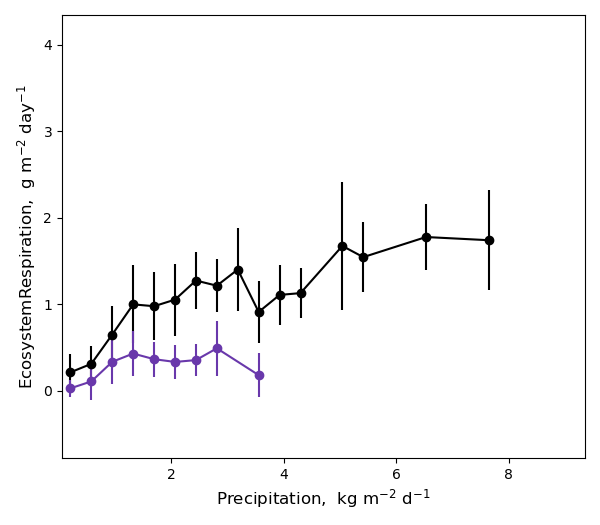 EcosystemRespiration,  g m⁻² day⁻¹
4
3
2
1
0
2 4 6 8
Precipitation,  kg m⁻² d⁻¹